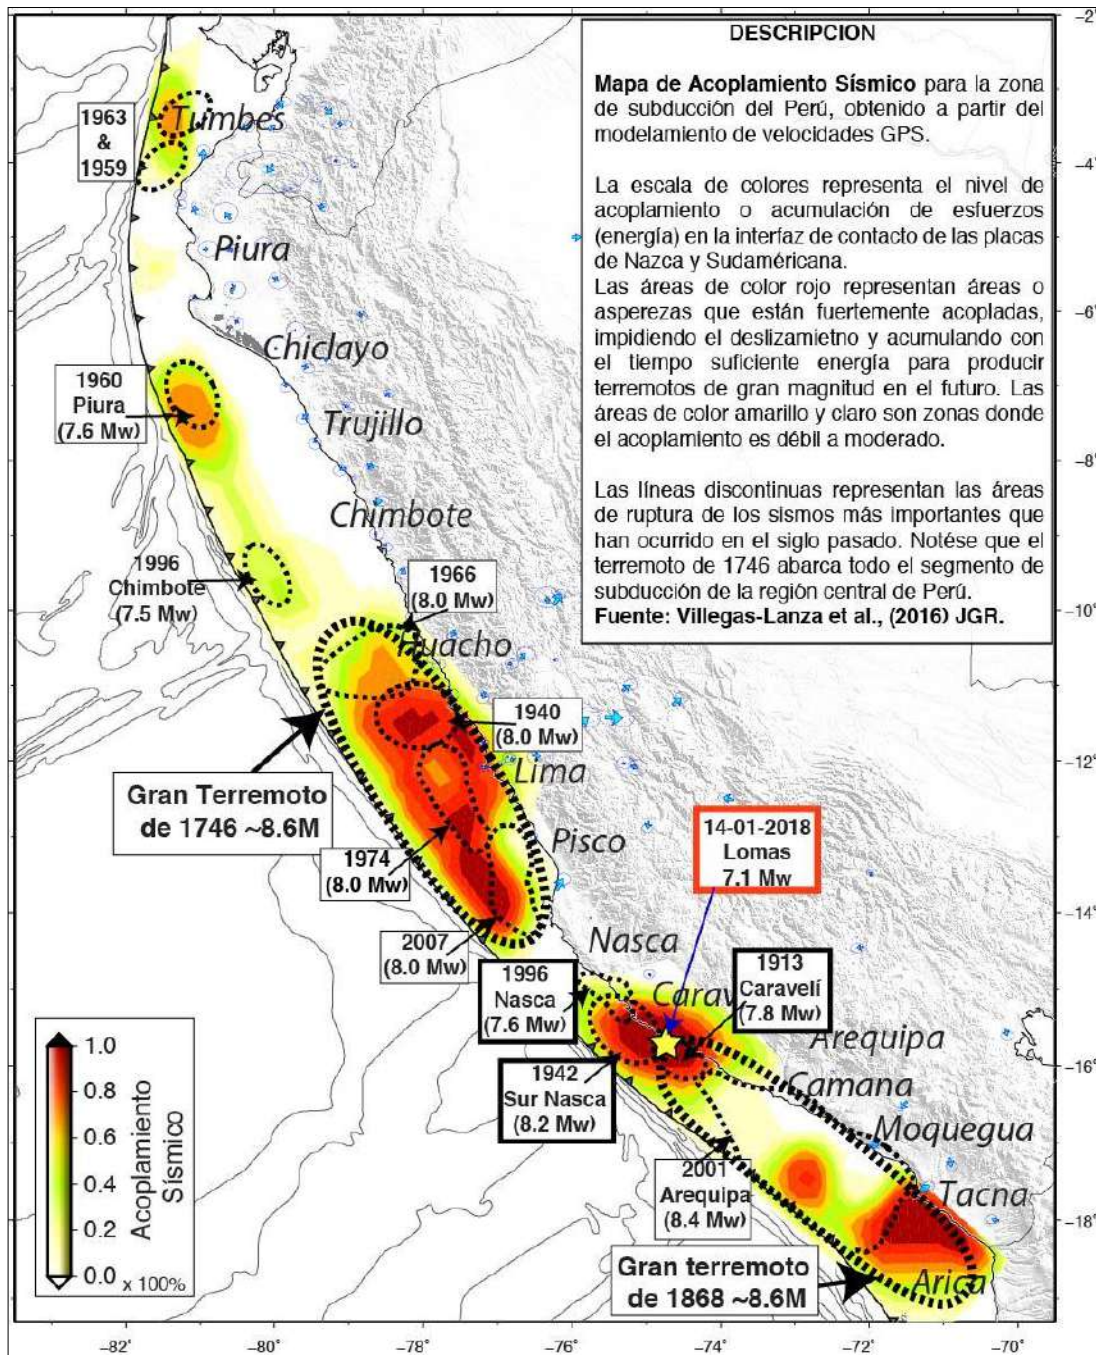 DESCRIPCION
Mapa de Acoplamiento Sísmico para la zona
de subducción del Perú, obtenido a partir del
modelamiento de velocidades GPS.
La escala de colores representa el nivel de
acoplamiento o acumulación de esfuerzos
(energía) en la interfaz de contacto de las placas
de Nazca y Sudaméricana.
Las áreas de color rojo representan áreas o
asperezas que están fuertemente acopladas,
impidiendo el deslizamietno y acumulando con
el tiempo suficiente energía para producir
terremotos de gran magnitud en el futuro. Las
áreas de color amarillo y claro son zonas donde
el acoplamiento es débil a moderado.
Las líneas discontinuas representan las áreas
de ruptura de los sismos más importantes que
han ocurrido en el siglo pasado. Notése que el
terremoto de 1746 abarca todo el segmento de
subducción de la región central de Perú.
Fuente: Villegas-Lanza et al., (2016) JGR.
1963
&
1959
Tumbes
Piura
Chiclayo
1960
Piura
(7.6 Mw)
Trujillo
Chimbote
1996
Chimbote
(7.5 Mw)
1966
(8.0 Mw)
Huacho
1940
(8.0 Mw)
Lima
Gran Terremoto
de 1746 ~8.6M
Pisco
1974
(8.0 Mw)
14-01-2018
Lomas
7.1 Mw
2007
(8.0 Mw)
Nasca
1996
Nasca
(7.6 Mw)
Carav
1913
Caravelí
(7.8 Mw)
Arequipa
1942
Sur Nasca
(8.2 Mw)
Camana
Moquegua
2001
Arequipa
(8.4 Mw)
Tacna
Gran terremoto
de 1868 ~8.6M
Arica
1.0
0.8
0.6
0.4
0.2
0.0
x 100%
Acoplamiento
Sísmico
−2°
−4°
−6°
−8°
−10°
−12°
−14°
−16°
−18°
−82°
−80°
−78°
−76°
−74°
−72°
−70°